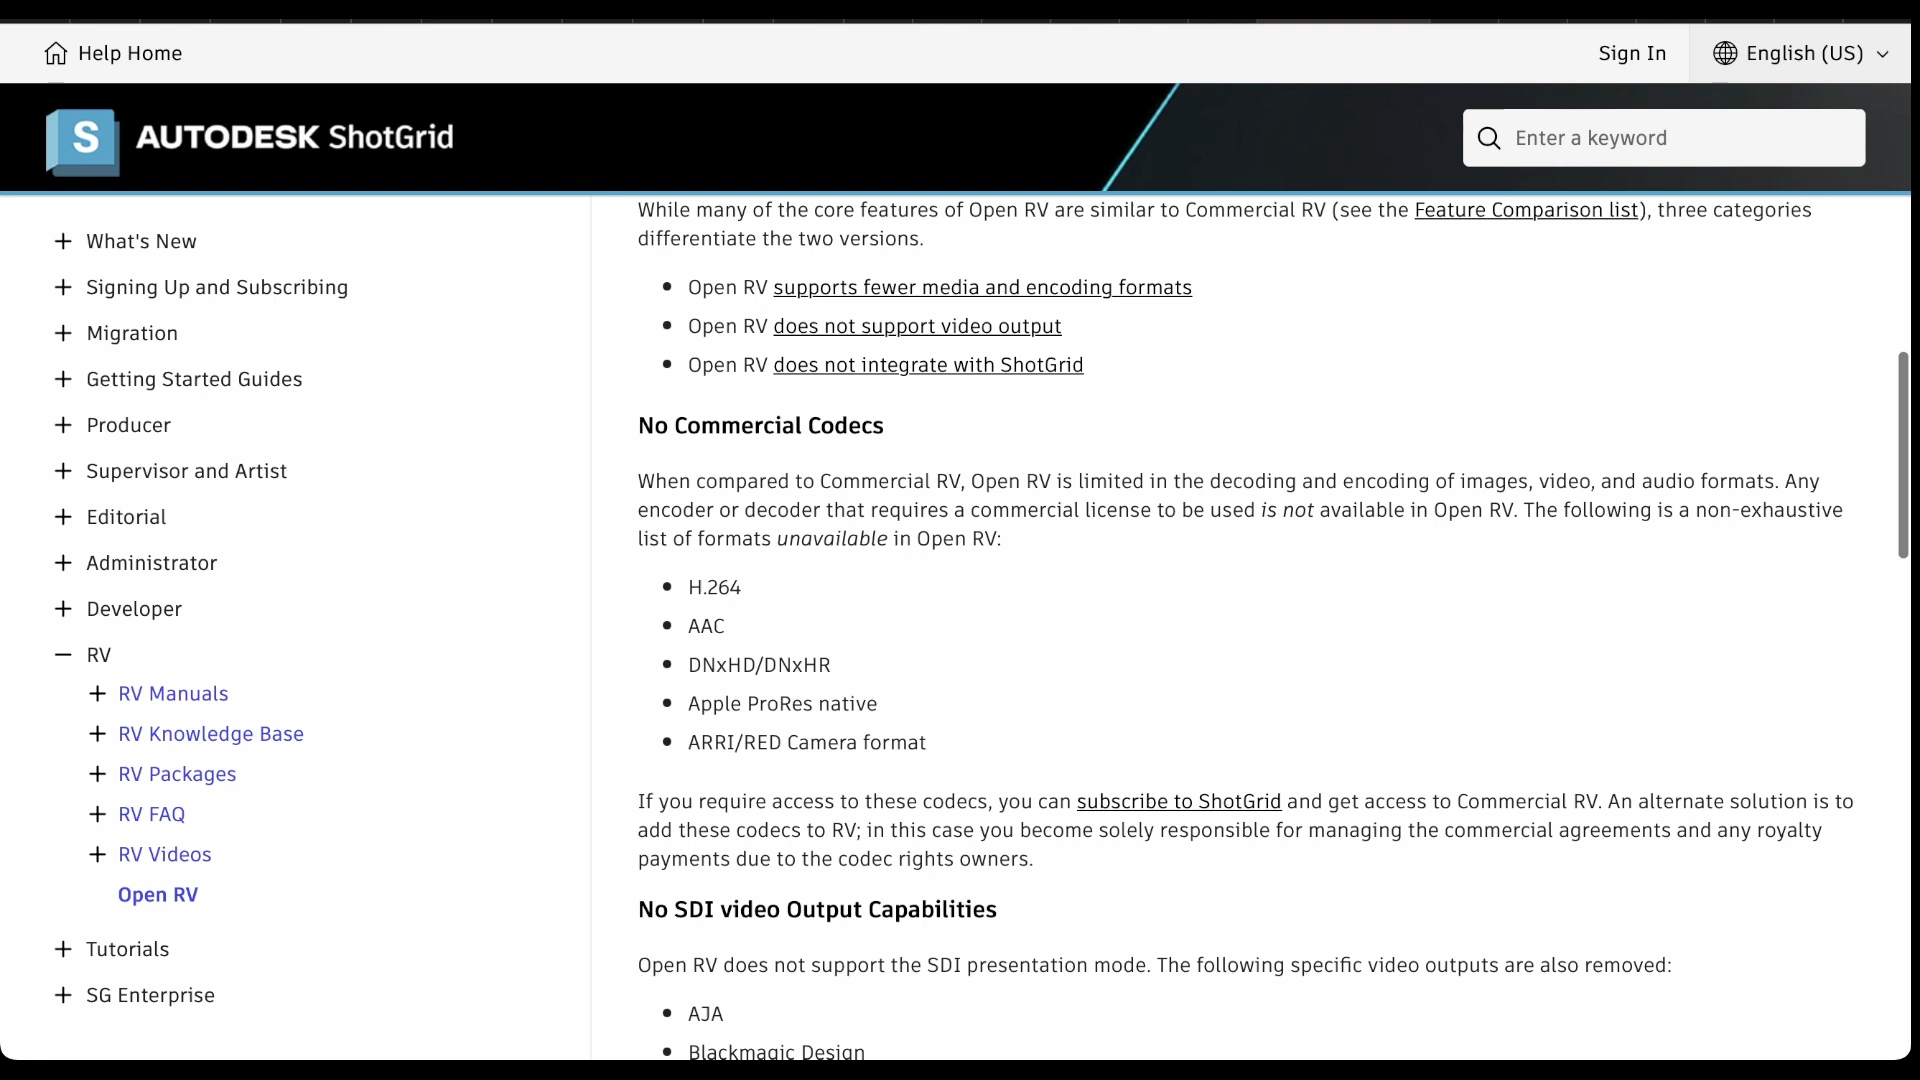 Help Home
Sign In
English (US)
S
AUTODESK ShotGrid
Enter a keyword
What's New
Signing Up and Subscribing
Migration
Getting Started Guides
Producer
Supervisor and Artist
Editorial
Administrator
Developer
RV
RV Manuals
RV Knowledge Base
RV Packages
RV FAQ
RV Videos
Open RV
Tutorials
SG Enterprise
While many of the core features of Open RV are similar to Commercial RV (see the Feature Comparison list), three categories
differentiate the two versions.
Open RV supports fewer media and encoding formats
Open RV does not support video output
Open RV does not integrate with ShotGrid
No Commercial Codecs
When compared to Commercial RV, Open RV is limited in the decoding and encoding of images, video, and audio formats. Any
encoder or decoder that requires a commercial license to be used is not available in Open RV. The following is a non-exhaustive
list of formats unavailable in Open RV:
H.264
AAC
DNxHD/DNxHR
Apple ProRes native
ARRI/RED Camera format
If you require access to these codecs, you can subscribe to ShotGrid and get access to Commercial RV. An alternate solution is to
add these codecs to RV; in this case you become solely responsible for managing the commercial agreements and any royalty
payments due to the codec rights owners.
No SDI video Output Capabilities
Open RV does not support the SDI presentation mode. The following specific video outputs are also removed:
AJA
Blackmagic Design